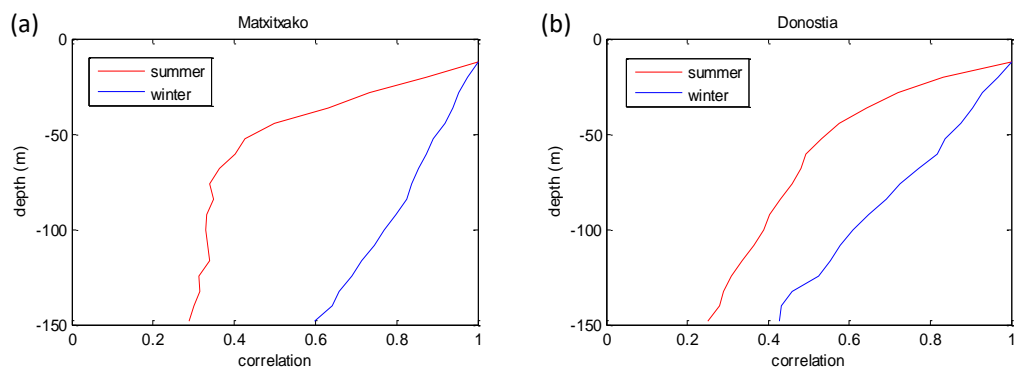 (a)
Matxitxako
0
-50
-100
-150
depth (m)
summer
winter
0
0.2
0.4
0.6
0.8
1
correlation
(b)
Donostia
0
-50
-100
-150
depth (m)
summer
winter
0
0.2
0.4
0.6
0.8
1
correlation